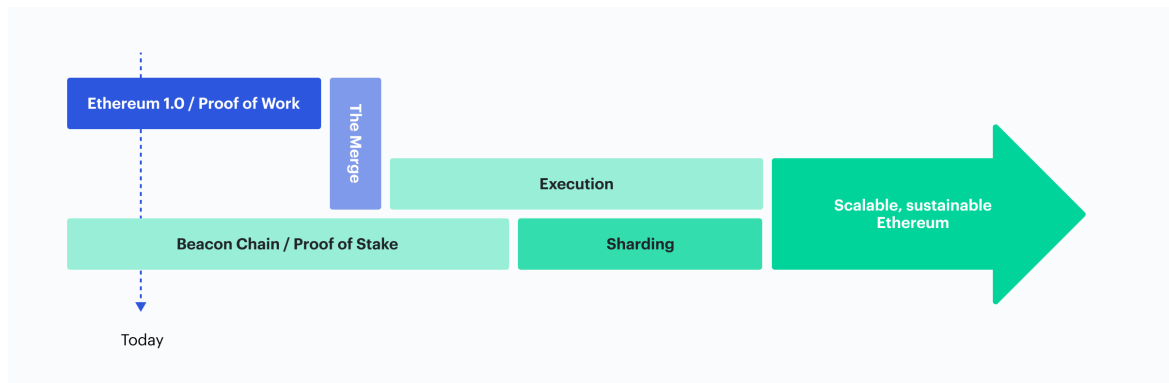 Ethereum 1.0 / Proof of Work
The Merge
Execution
Scalable, sustainable
Ethereum
Beacon Chain / Proof of Stake
Sharding
Today